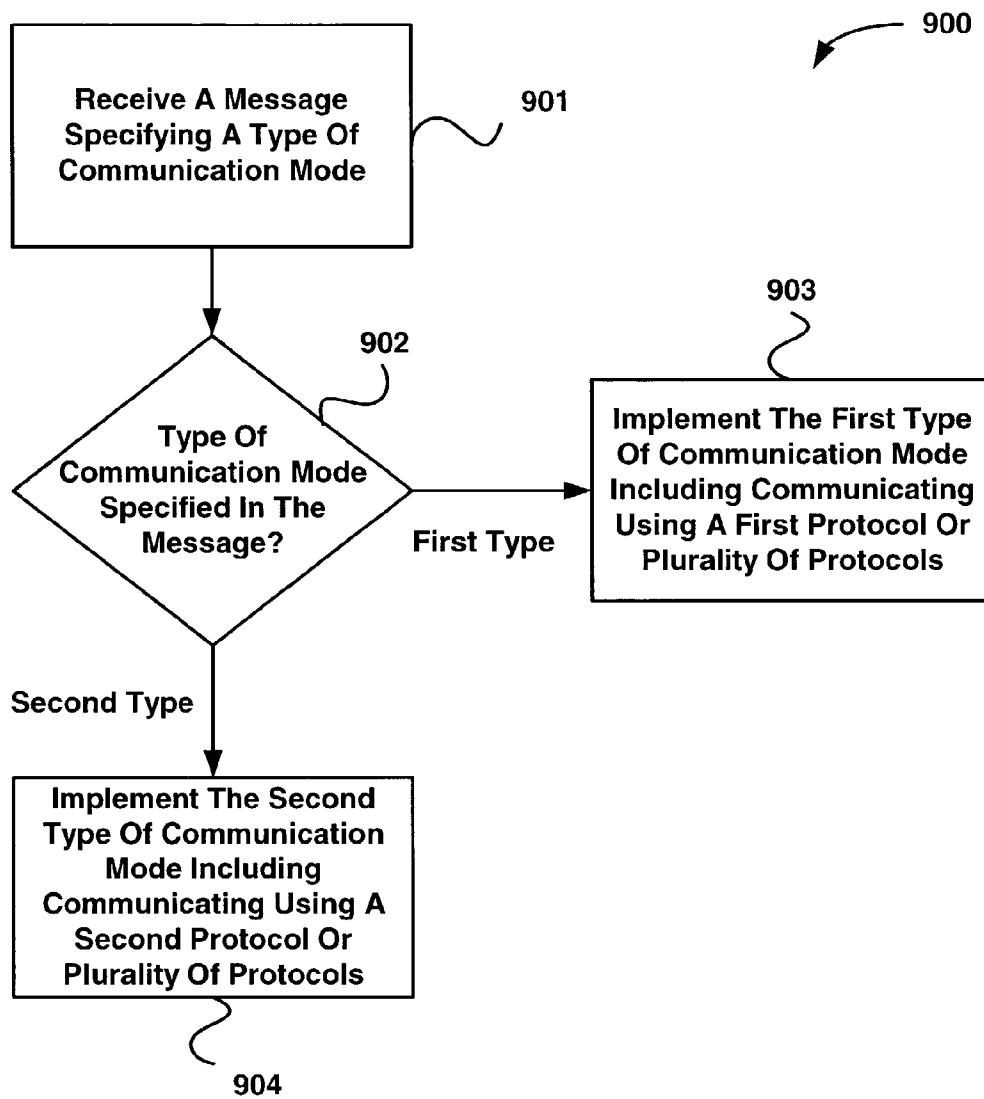 900
Receive A Message
Specifying A Type Of
Communication Mode
901
902
Type Of
Communication Mode
Specified In The
Message?
First Type
903
Implement The First Type
Of Communication Mode
Including Communicating
Using A First Protocol Or
Plurality Of Protocols
Second Type
Implement The Second
Type Of Communication
Mode Including
Communicating Using A
Second Protocol Or
Plurality Of Protocols
904